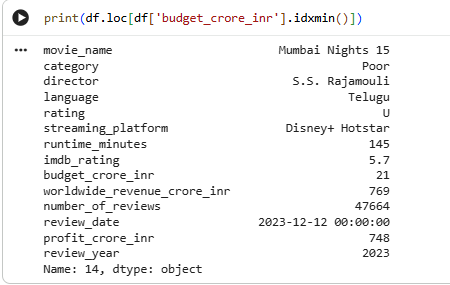 print(df.loc[df['budget_crore_inr'].idxmin()])
movie_name Mumbai Nights 15
category Poor
director S.S. Rajamouli
language Telugu
rating U
streaming_platform Disney+ Hotstar
runtime_minutes 145
imdb_rating 5.7
budget_crore_inr 21
worldwide_revenue_crore_inr 769
number_of_reviews 47664
review_date 2023-12-12 00:00:00
profit_crore_inr 748
review_year 2023
Name: 14, dtype: object